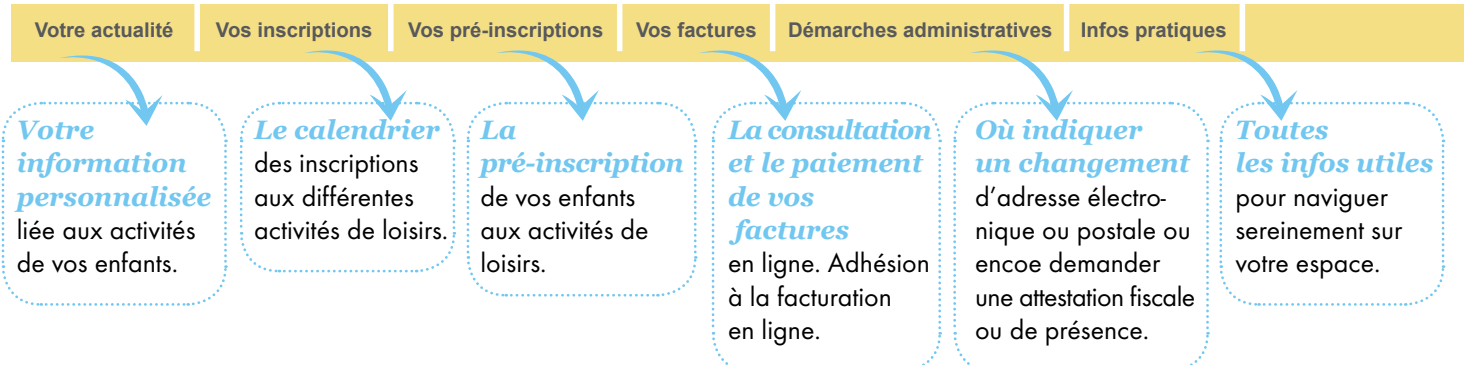 Votre actualité
Vos inscriptions
Vos pré-inscriptions
Vos factures
Démarches administratives
Infos pratiques
Votre
information
personnalisée
liée aux activités
de vos enfants.
Le calendrier
des inscriptions
aux différentes
activités de loisirs.
La
pré-inscription
de vos enfants
aux activités de
loisirs.
La consultation
et le paiement
de vos
factures
en ligne. Adhésion
à la facturation
en ligne.
Où indiquer
un changement
d'adresse électro-
nique ou postale ou
encoe demander
une attestation fiscale
ou de présence.
Toutes
les infos utiles
pour naviguer
sereinement sur
votre espace.